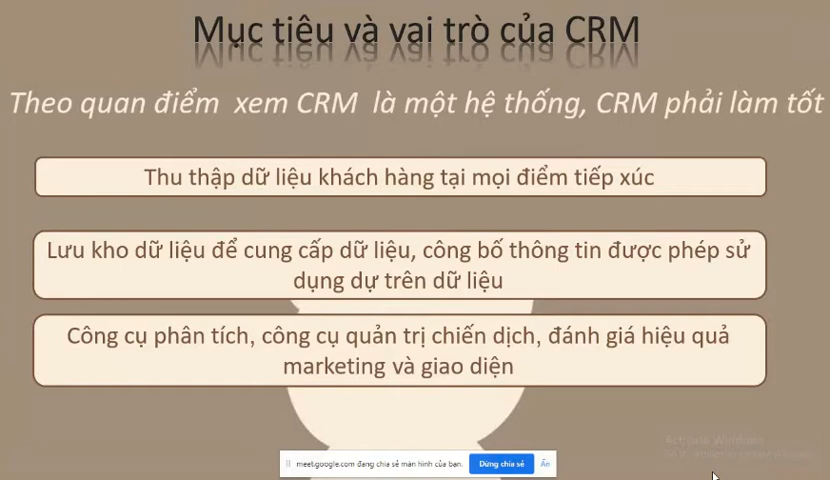 Mục tiêu và vai trò của CRM
Theo quan điểm xem CRM là một hệ thống, CRM phải làm tốt
Thu thập dữ liệu khách hàng tại mọi điểm tiếp xúc
Lưu kho dữ liệu để cung cấp dữ liệu, công bố thông tin được phép sử
dụng dự trên dữ liệu
Công cụ phân tích, công cụ quản trị chiến dịch, đánh giá hiệu quả
marketing và giao diện
Activate Windows
meet.google.com đang chia sẻ màn hình của bạn.
Dừng chia sẻ
Ẩn